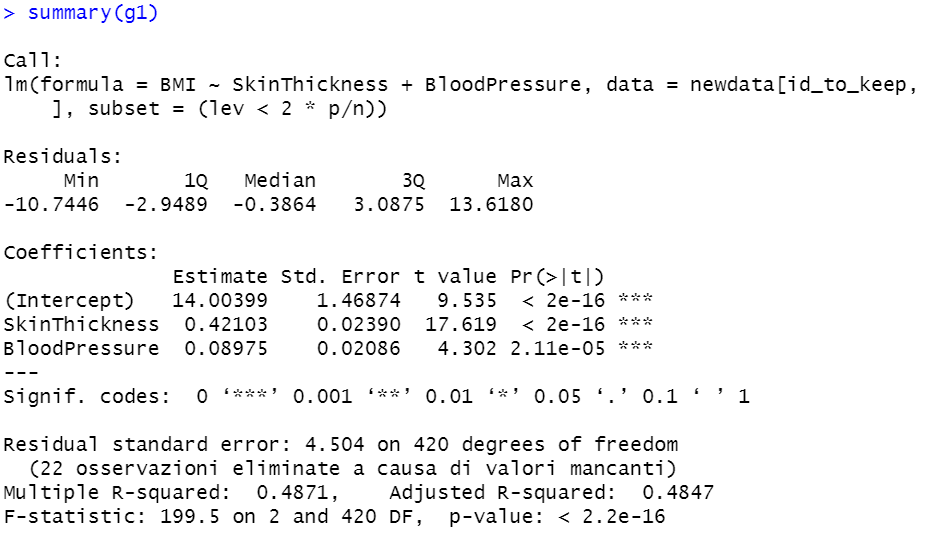 > summary(g1)
Call:
lm(formula = BMI ~ SkinThickness + BloodPressure, data = newdata[id_to_keep,
    ], subset = (lev < 2 * p/n))
Residuals:
     Min       1Q   Median       3Q      Max
-10.7446  -2.9489  -0.3864   3.0875  13.6180
Coefficients:
              Estimate Std. Error t value Pr(>|t|)
(Intercept)   14.00399    1.46874   9.535  < 2e-16 ***
SkinThickness  0.42103    0.02390  17.619  < 2e-16 ***
BloodPressure  0.08975    0.02086   4.302 2.11e-05 ***
---
Signif. codes:  0 ‘***’ 0.001 ‘**’ 0.01 ‘*’ 0.05 ‘.’ 0.1 ‘ ’ 1
Residual standard error: 4.504 on 420 degrees of freedom
  (22 osservazioni eliminate a causa di valori mancanti)
Multiple R-squared:  0.4871,    Adjusted R-squared:  0.4847
F-statistic: 199.5 on 2 and 420 DF,  p-value: < 2.2e-16